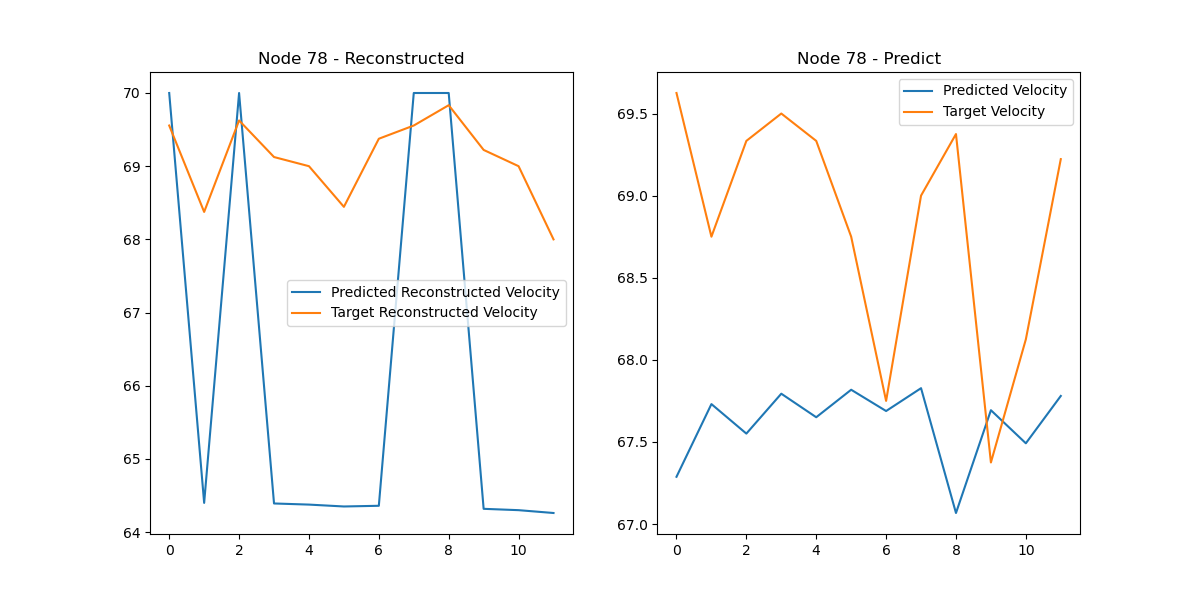 Node 78 - Reconstructed
70
69
68
67
66
65
64
0 2 4 6 8 10
Predicted Reconstructed Velocity
Target Reconstructed Velocity
Node 78 - Predict
69.5
69.0
68.5
68.0
67.5
67.0
0 2 4 6 8 10
Predicted Velocity
Target Velocity